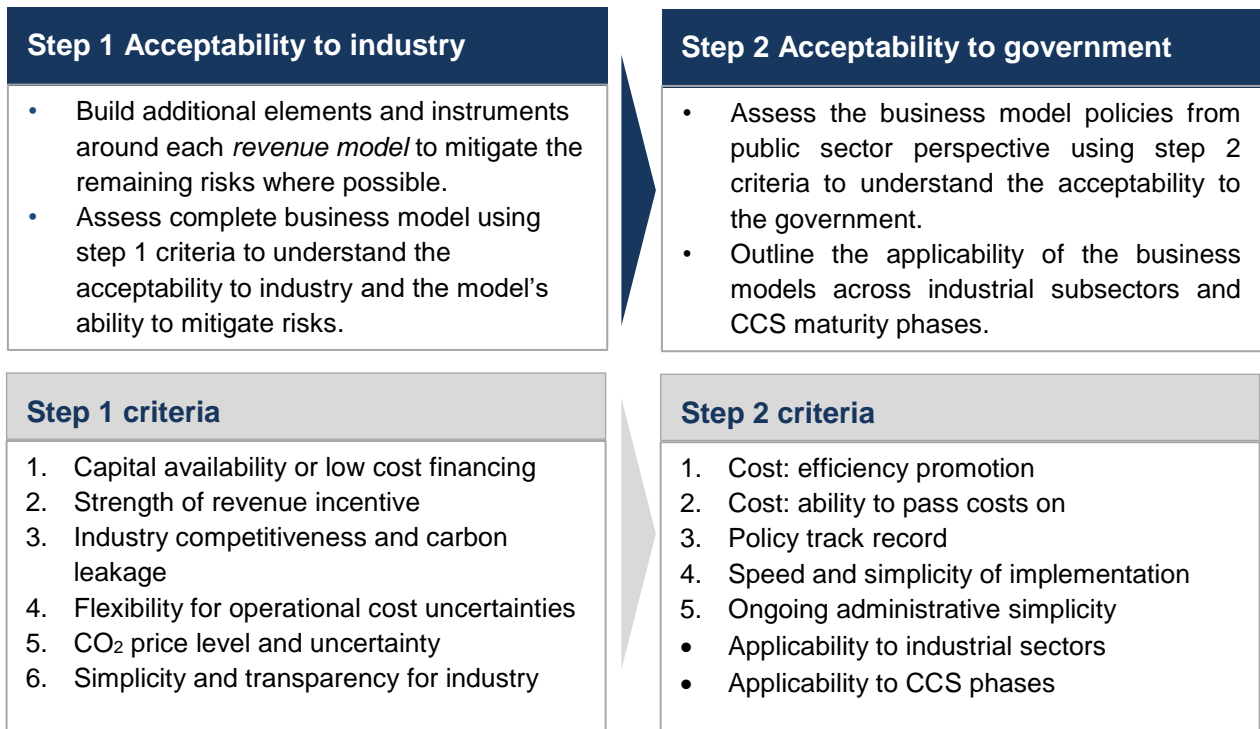 Step 1 Acceptability to industry
• Build additional elements and instruments
around each revenue model to mitigate the
remaining risks where possible.
• Assess complete business model using
step 1 criteria to understand the
acceptability to industry and the model’s
ability to mitigate risks.
Step 2 Acceptability to government
• Assess the business model policies from
public sector perspective using step 2
criteria to understand the acceptability to
the government.
• Outline the applicability of the business
models across industrial subsectors and
CCS maturity phases.
Step 1 criteria
1. Capital availability or low cost financing
2. Strength of revenue incentive
3. Industry competitiveness and carbon
leakage
4. Flexibility for operational cost uncertainties
5. CO₂ price level and uncertainty
6. Simplicity and transparency for industry
Step 2 criteria
1. Cost: efficiency promotion
2. Cost: ability to pass costs on
3. Policy track record
4. Speed and simplicity of implementation
5. Ongoing administrative simplicity
• Applicability to industrial sectors
• Applicability to CCS phases